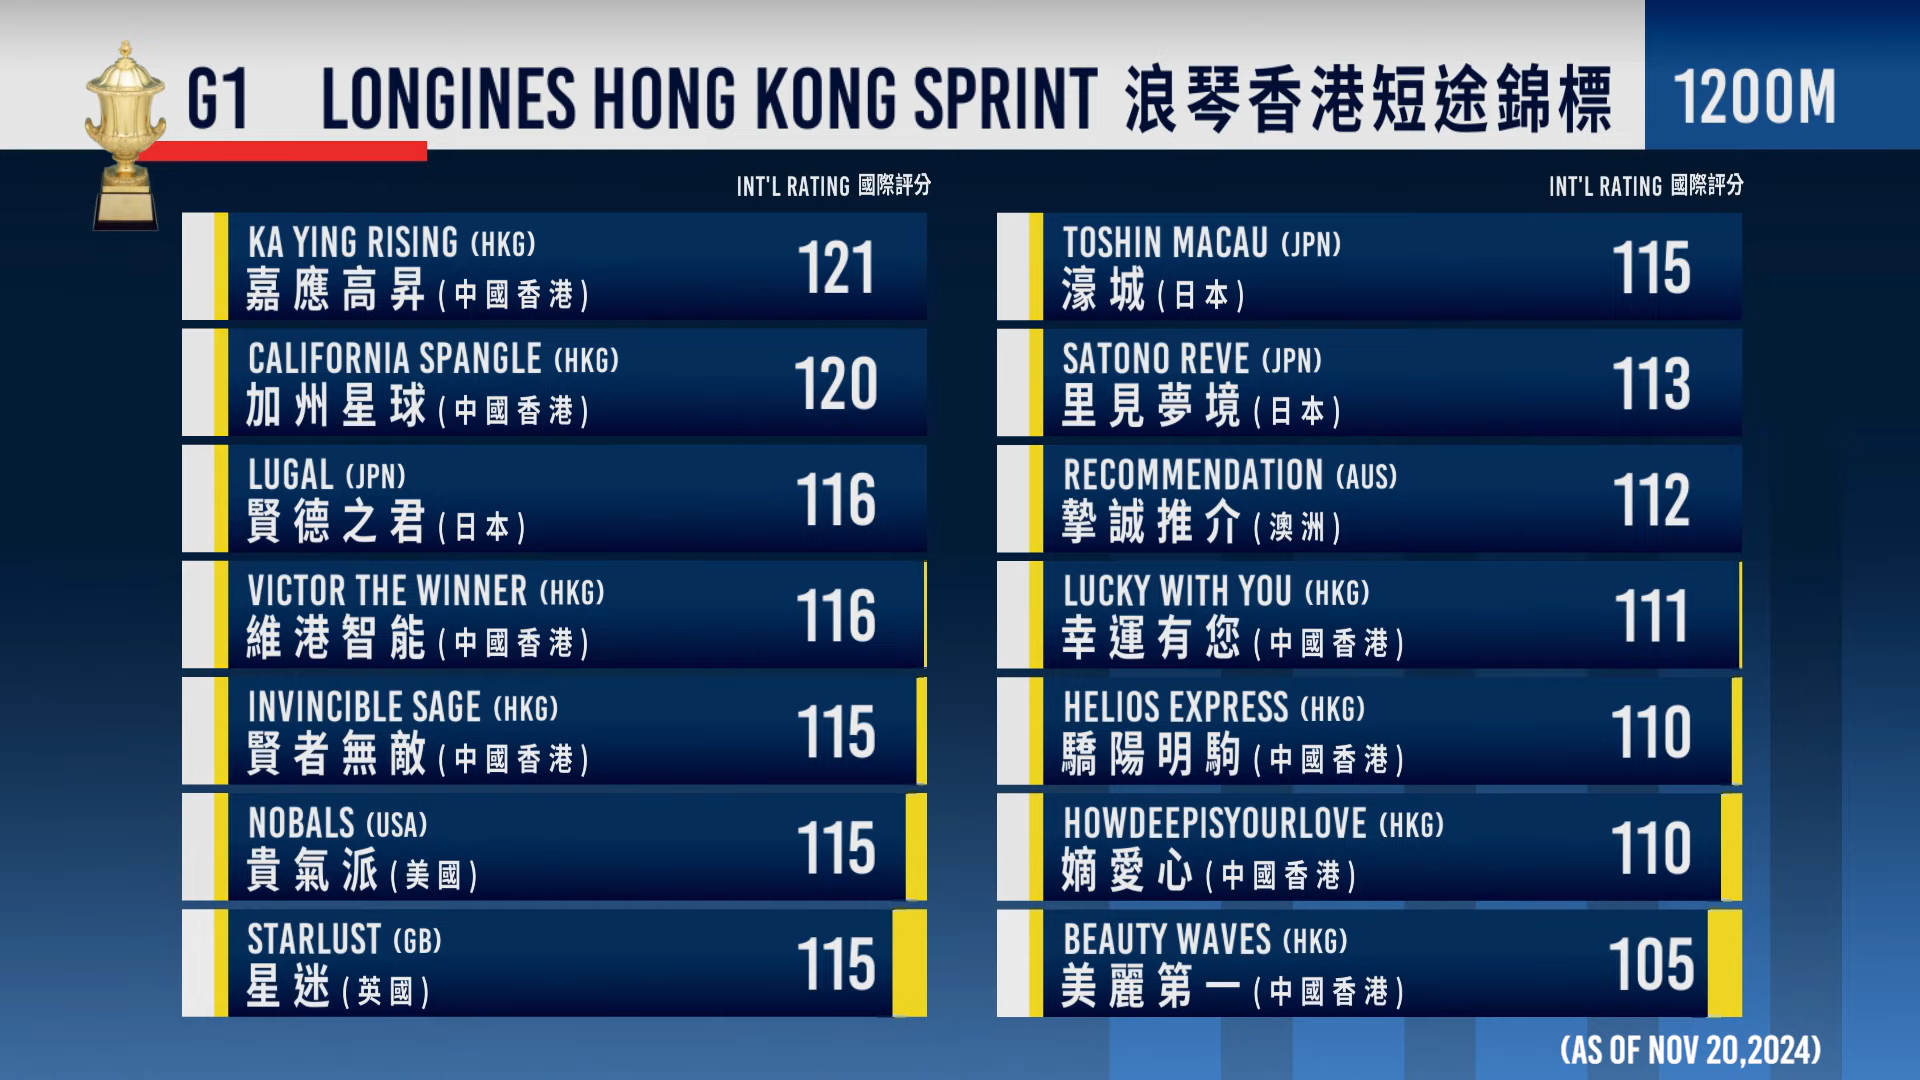 G1 LONGINES HONG KONG SPRINT 浪琴香港短途錦標 1200M
INT'L RATING 國際評分
KA YING RISING (HKG) 121
嘉應高昇(中國香港)
CALIFORNIA SPANGLE (HKG) 120
加州星球(中國香港)
LUGAL (JPN) 116
賢德之君(日本)
VICTOR THE WINNER (HKG) 116
維港智能(中國香港)
INVINCIBLE SAGE (HKG) 115
賢者無敵(中國香港)
NOBALS (USA) 115
貴氣派(美國)
STARLUST (GB) 115
星迷(英國)
INT'L RATING 國際評分
TOSHIN MACAU (JPN) 115
濠城(日本)
SATONO REVE (JPN) 113
里見夢境(日本)
RECOMMENDATION (AUS) 112
摯誠推介(澳洲)
LUCKY WITH YOU (HKG) 111
幸運有您(中國香港)
HELIOS EXPRESS (HKG) 110
驕陽明駒(中國香港)
HOWDEEPISYOURLOVE (HKG) 110
嫡愛心(中國香港)
BEAUTY WAVES (HKG) 105
美麗第一(中國香港)
(AS OF NOV 20,2024)